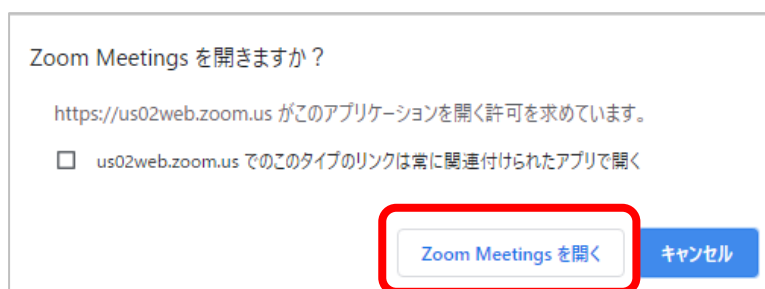 Zoom Meetings を開きますか？
https://us02web.zoom.us がこのアプリケーションを開く許可を求めています。
us02web.zoom.us でのこのタイプのリンクは常に関連付けられたアプリで開く
Zoom Meetings を開く
キャンセル